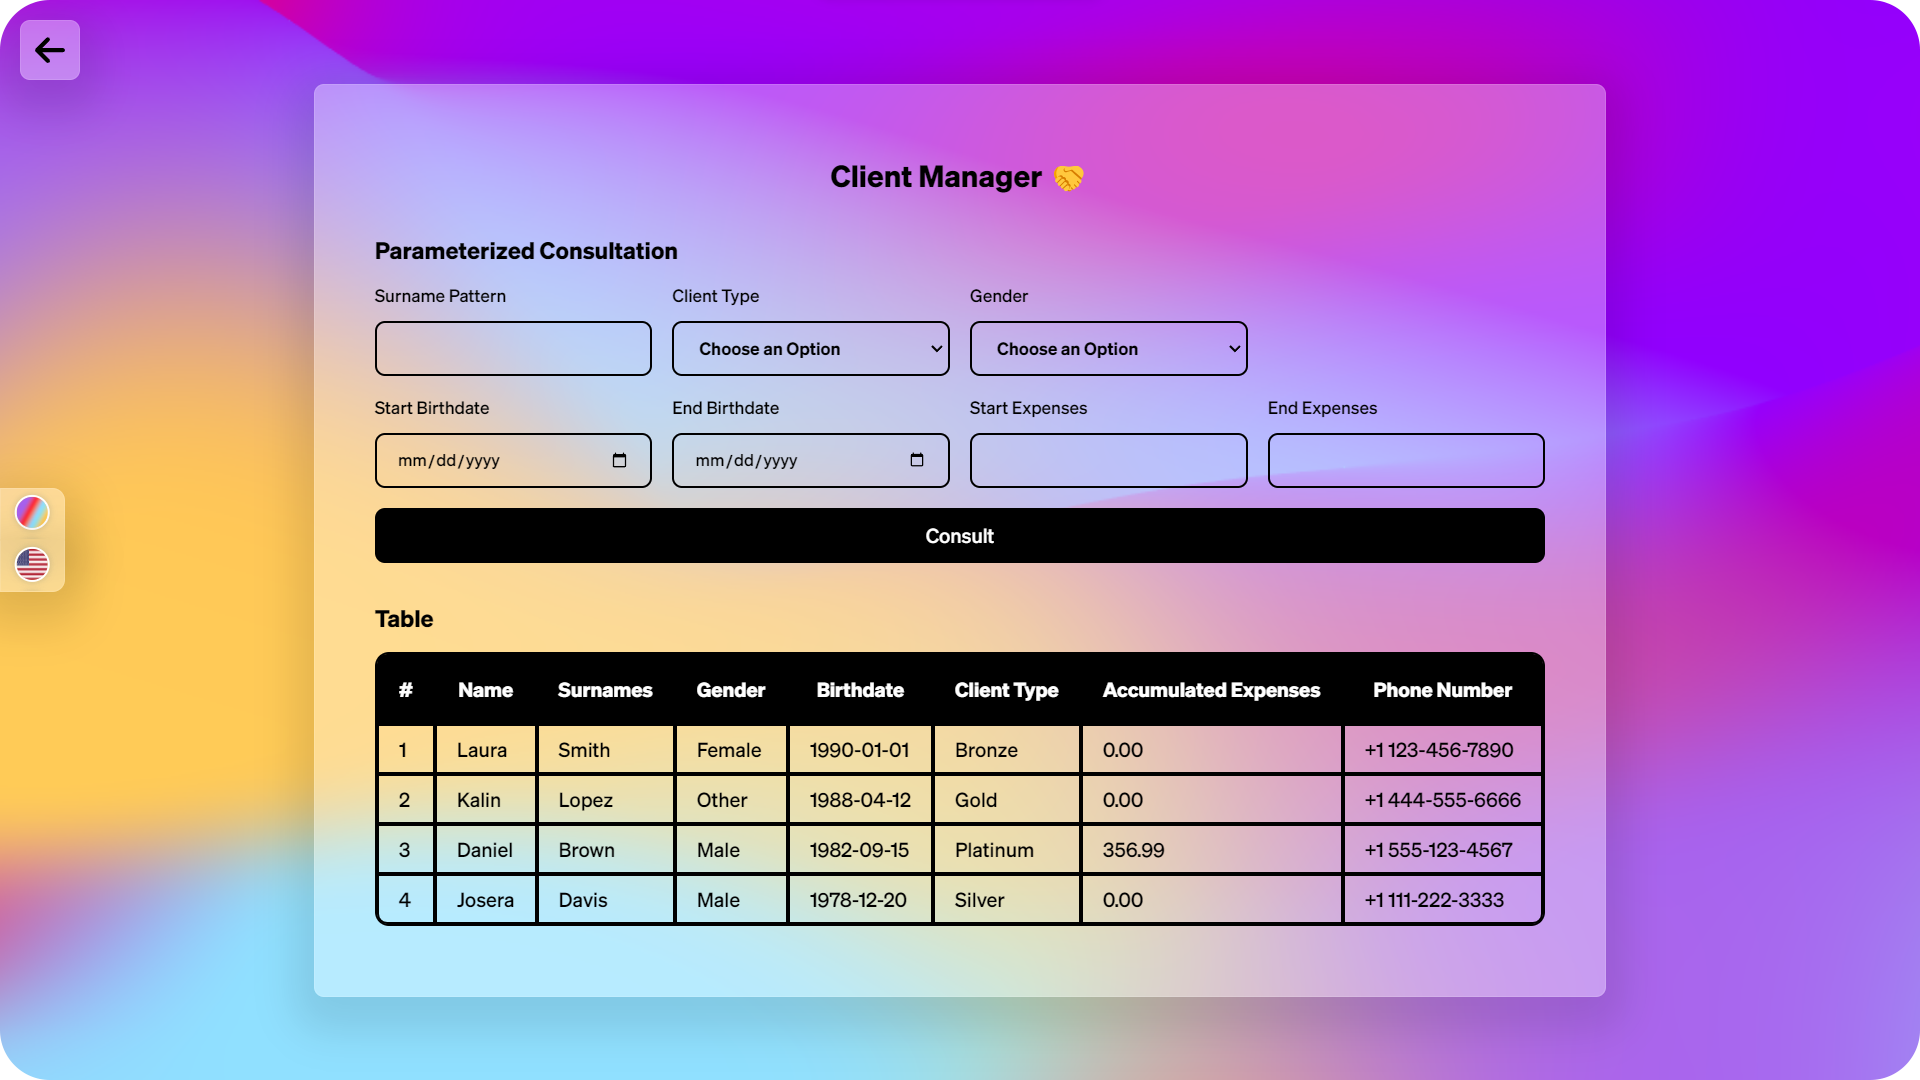 Client Manager 🤝
Parameterized Consultation
Surname Pattern Client Type Gender
Choose an Option Choose an Option
Start Birthdate End Birthdate Start Expenses End Expenses
mm/dd/yyyy mm/dd/yyyy
Consult
Table
# Name Surnames Gender Birthdate Client Type Accumulated Expenses Phone Number
1 Laura Smith Female 1990-01-01 Bronze 0.00 +1 123-456-7890
2 Kalin Lopez Other 1988-04-12 Gold 0.00 +1 444-555-6666
3 Daniel Brown Male 1982-09-15 Platinum 356.99 +1 555-123-4567
4 Josera Davis Male 1978-12-20 Silver 0.00 +1 111-222-3333